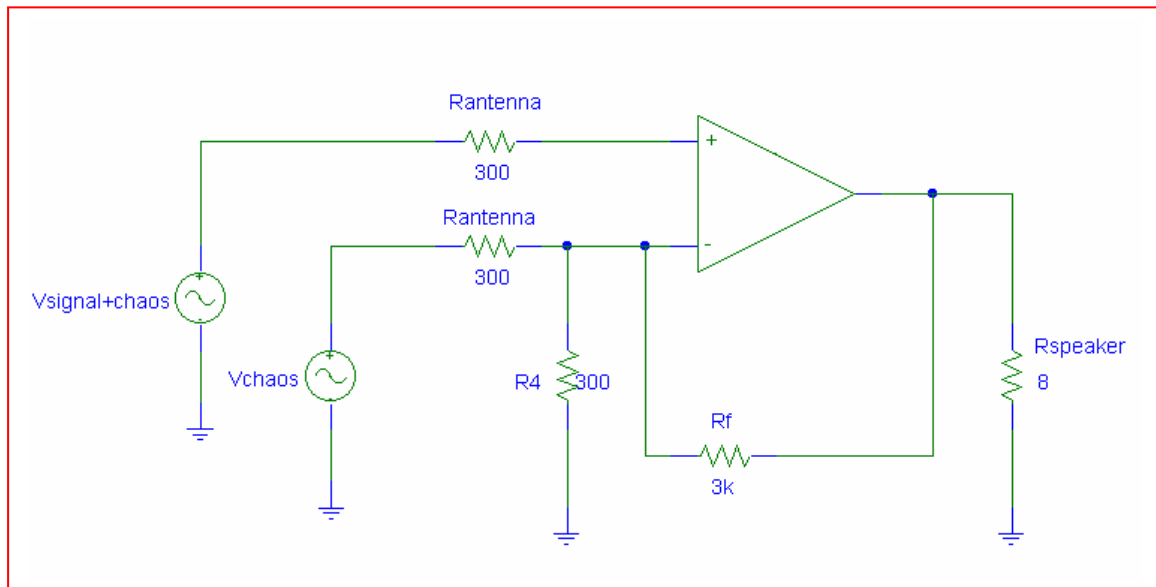 Rantenna
+
300
Rantenna
-
300
+
Vsignal+chaos
-
+
Vchaos
-
R4 300
Rspeaker
8
Rf
3k